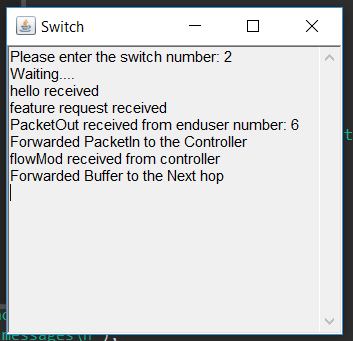 Switch
Please enter the switch number: 2
Waiting....
hello received
feature request received
PacketOut received from enduser number: 6
Forwarded PacketIn to the Controller
flowMod received from controller
Forwarded Buffer to the Next hop
t
messages\n");